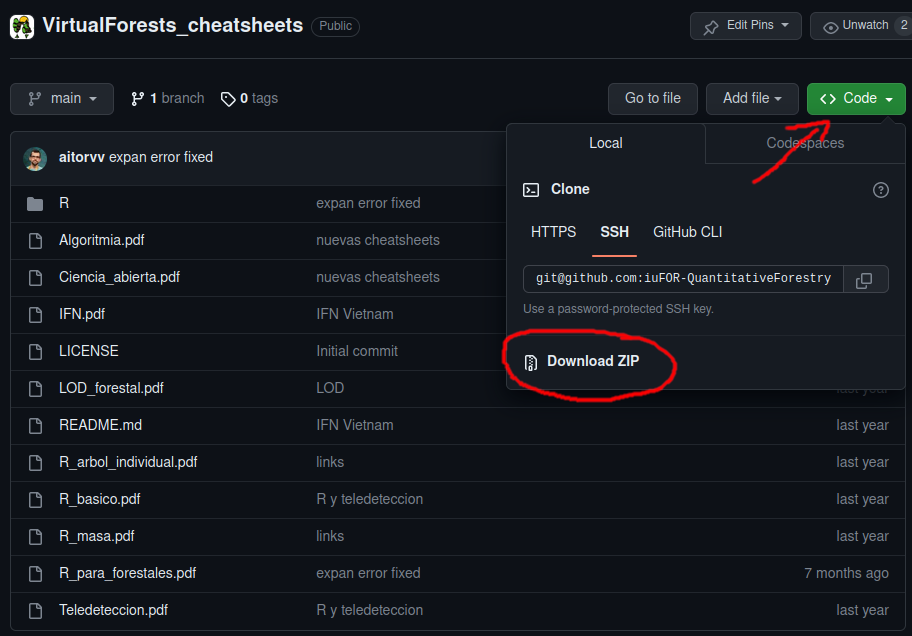 VirtualForests_cheatsheets Public Edit Pins Unwatch 2
main 1 branch 0 tags Go to file Add file Code
aitorvv expan error fixed
Local Codespaces
Clone
HTTPS SSH GitHub CLI
git@github.com:iuFOR-QuantitativeForestry
Use a password-protected SSH key.
Download ZIP
R expan error fixed
Algoritmia.pdf nuevas cheatsheets
Ciencia_abierta.pdf nuevas cheatsheets
IFN.pdf IFN Vietnam
LICENSE Initial commit
LOD_forestal.pdf LOD last year
README.md IFN Vietnam last year
R_arbol_individual.pdf links last year
R_basico.pdf R y teledeteccion last year
R_masa.pdf links last year
R_para_forestales.pdf expan error fixed 7 months ago
Teledeteccion.pdf R y teledeteccion last year